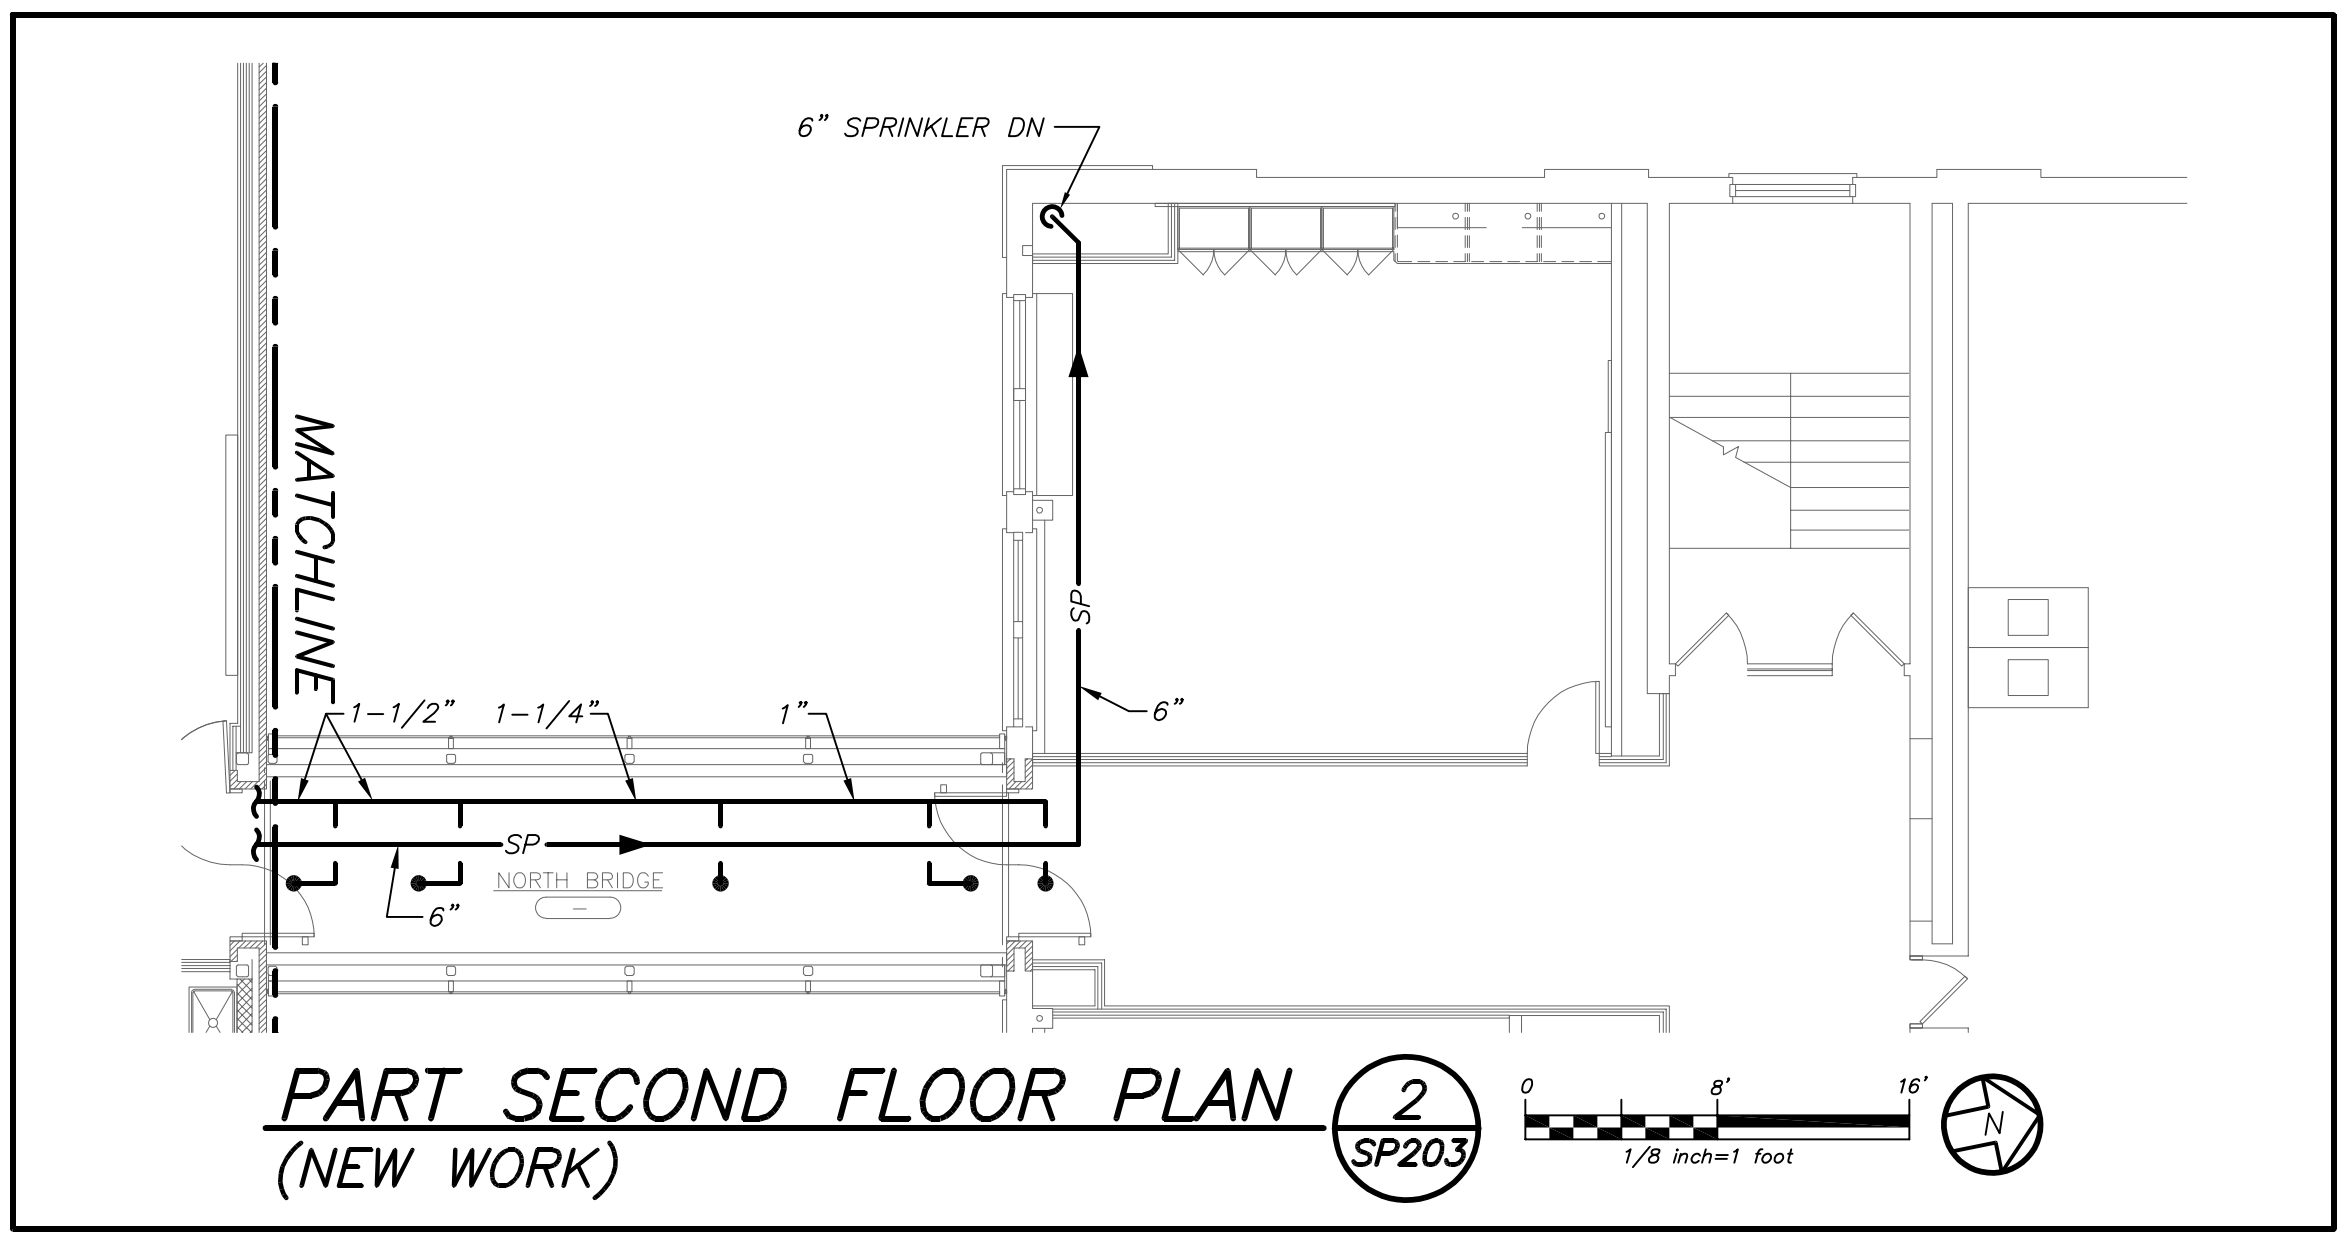 6" SPRINKLER DN
MATCHLINE
SP
1-1/2"
1-1/4"
1"
6"
SP
NORTH BRIDGE
-
6"
PART SECOND FLOOR PLAN
(NEW WORK)
2
SP203
0
8'
16'
1/8 inch=1 foot
N